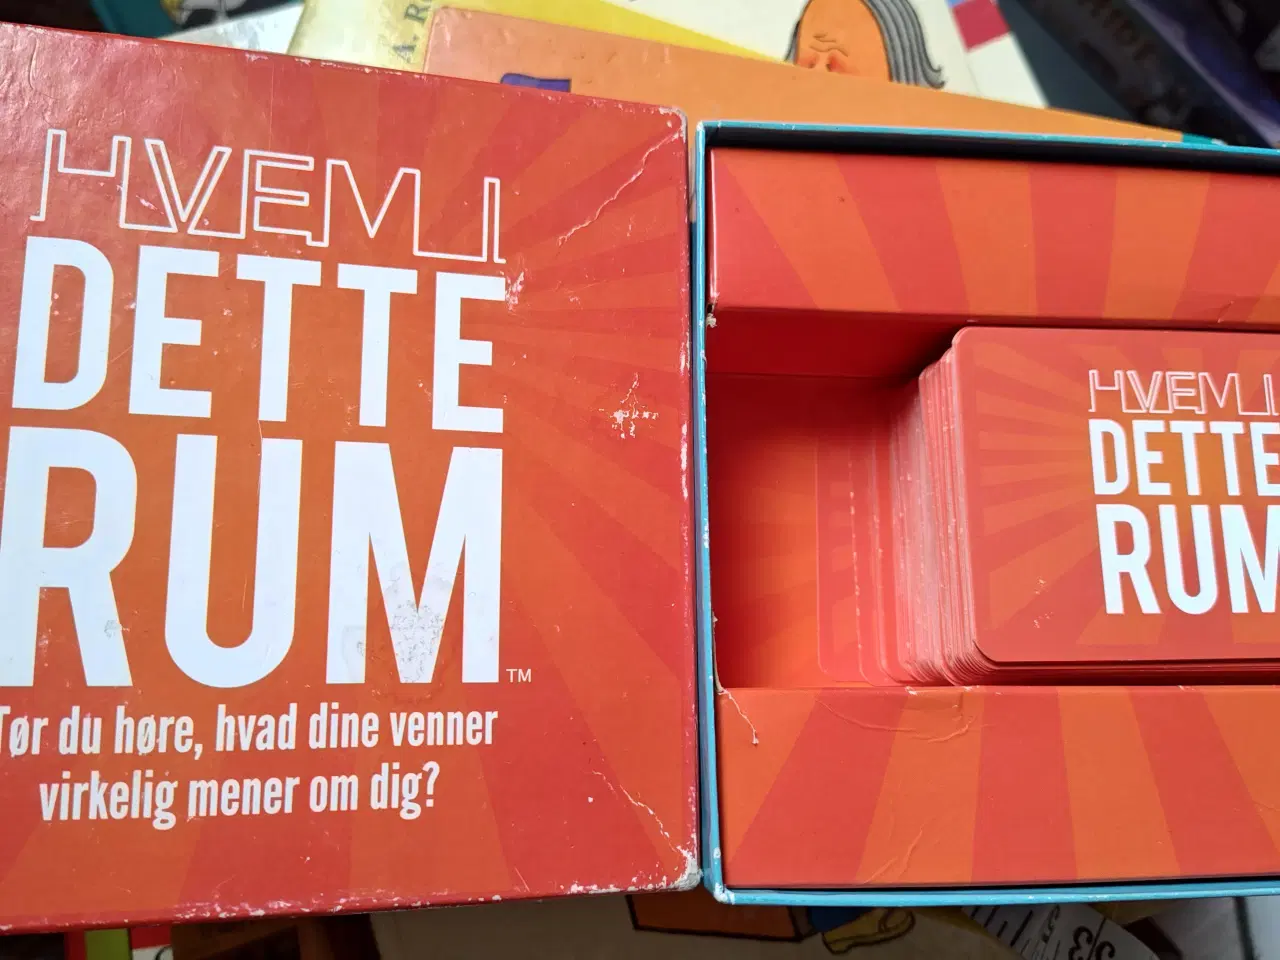 HVEM I
DETTE
RUM
TM
Tør du høre, hvad dine venner
virkelig mener om dig?
HVEM I
DETTE
RUM